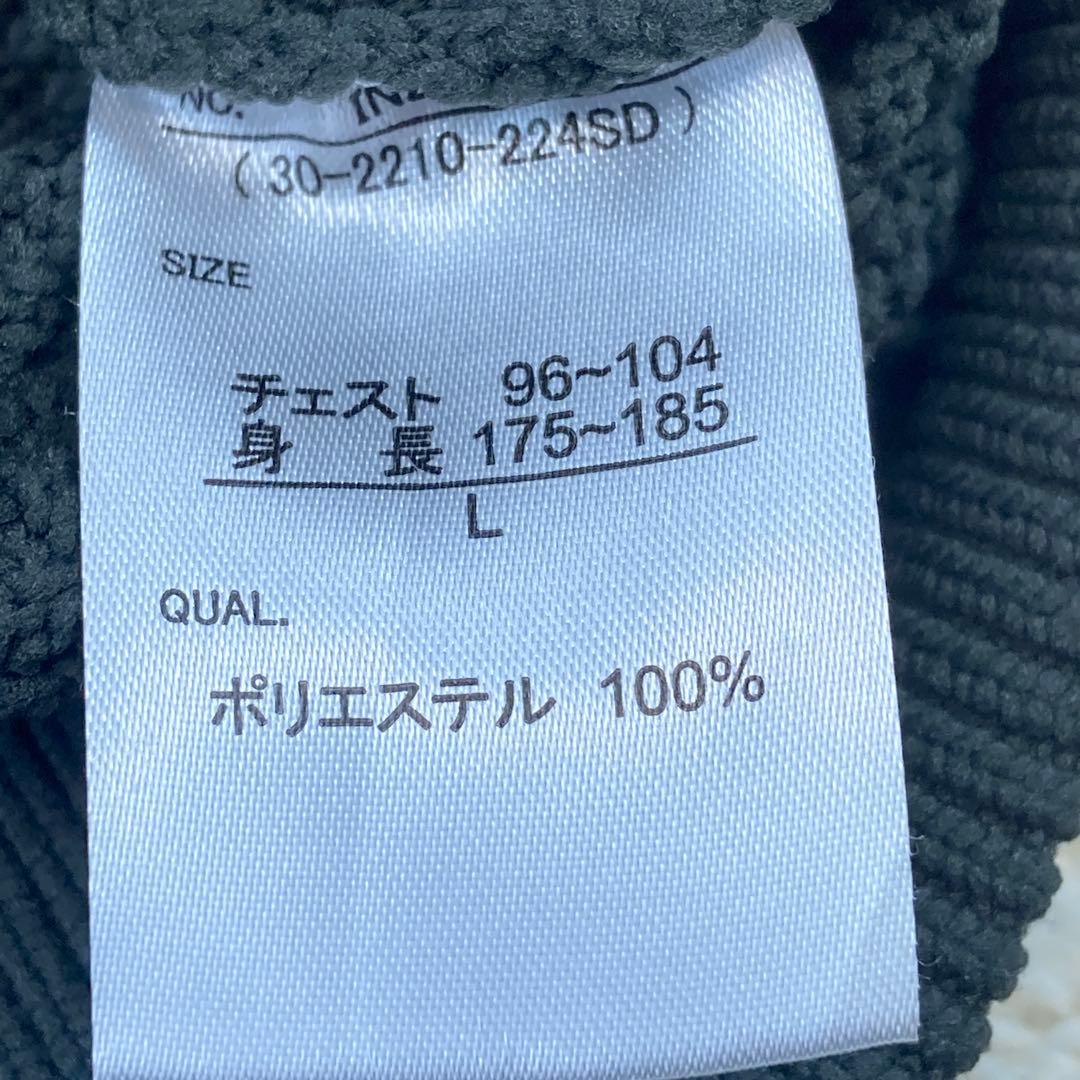 NO.
(30-2210-224SD)
SIZE
チェスト 96~104
身 長 175~185
L
QUAL.
ポリエステル 100%